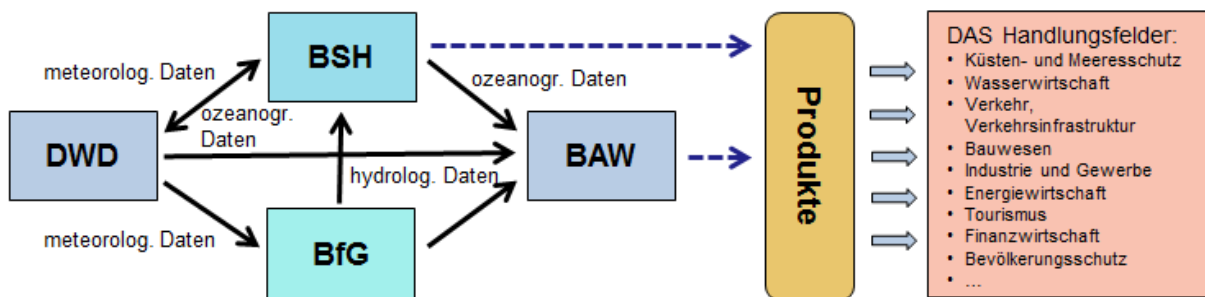 BSH
meteorolog. Daten
ozeanogr. Daten
ozeanogr.
Daten
DWD
BAW
hydrolog. Daten
meteorolog. Daten
BfG
Produkte
DAS Handlungsfelder:
• Küsten- und Meeresschutz
• Wasserwirtschaft
• Verkehr,
Verkehrsinfrastruktur
• Bauwesen
• Industrie und Gewerbe
• Energiewirtschaft
• Tourismus
• Finanzwirtschaft
• Bevölkerungsschutz
• ...